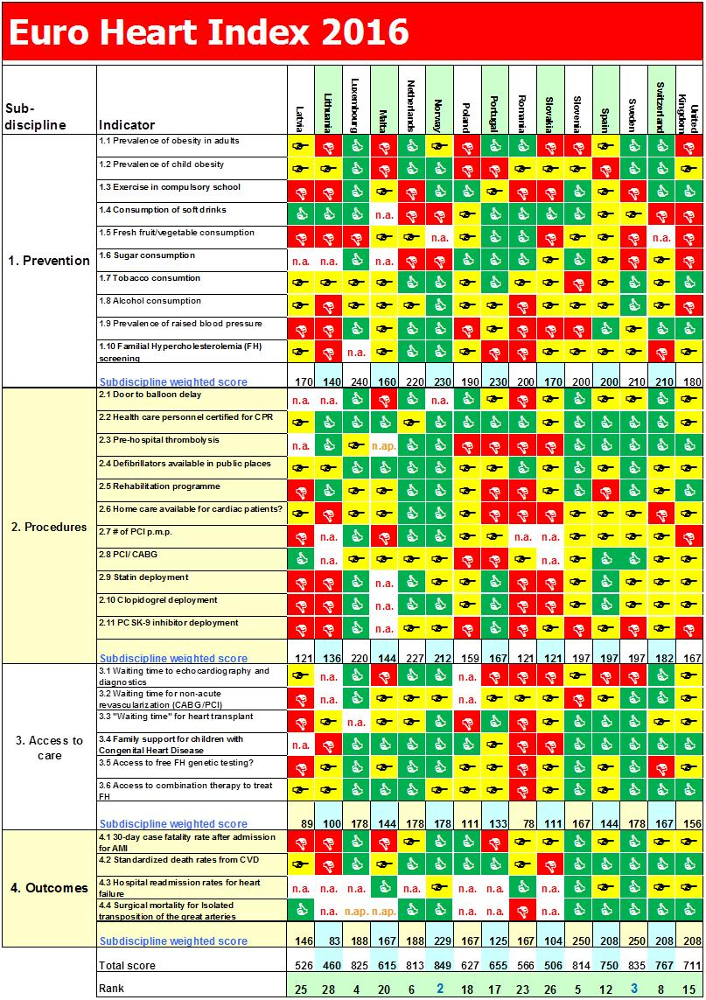 Euro Heart Index 2016
Sub-discipline Indicator Latvia Lithuania Luxembourg Malta Netherlands Norway Poland Portugal Romania Slovakia Slovenia Spain Sweden Switzerland United Kingdom
1. Prevention
1.1 Prevalence of obesity in adults
1.2 Prevalence of child obesity
1.3 Exercise in compulsory school
1.4 Consumption of soft drinks n.a.
1.5 Fresh fruit/vegetable consumption n.a. n.a.
1.6 Sugar consumption n.a. n.a. n.a.
1.7 Tobacco consumtion
1.8 Alcohol consumption
1.9 Prevalence of raised blood pressure
1.10 Familial Hypercholesterolemia (FH) screening n.a.
Subdiscipline weighted score 170 140 240 160 220 230 190 230 200 170 200 200 210 210 180
2. Procedures
2.1 Door to balloon delay n.a. n.a. n.a.
2.2 Health care personnel certified for CPR
2.3 Pre-hospital thrombolysis n.a. n.ap.
2.4 Defibrillators available in public places
2.5 Rehabilitation programme
2.6 Home care available for cardiac patients?
2.7 # of PCI p.m.p. n.a. n.a. n.a.
2.8 PCI/CABG n.a. n.a.
2.9 Statin deployment n.a.
2.10 Clopidogrel deployment n.a.
2.11 PCSK-9 inhibitor deployment n.a.
Subdiscipline weighted score 121 136 220 144 227 212 159 167 121 121 197 197 197 182 167
3. Access to care
3.1 Waiting time to echocardiography and diagnostics n.a. n.a.
3.2 Waiting time for non-acute revascularization (CABG/PCI) n.a. n.a.
3.3 "Waiting time" for heart transplant n.a.
3.4 Family support for children with Congenital Heart Disease n.a.
3.5 Access to free FH genetic testing?
3.6 Access to combination therapy to treat FH
Subdiscipline weighted score 89 100 178 144 178 178 111 133 78 111 167 144 178 167 156
4. Outcomes
4.1 30-day case fatality rate after admission for AMI
4.2 Standardized death rates from CVD
4.3 Hospital readmission rates for heart failure n.a. n.a. n.a. n.a. n.a. n.a. n.a.
4.4 Surgical mortality for Isolated transposition of the great arteries n.a. n.ap. n.ap. n.a. n.a. n.a.
Subdiscipline weighted score 146 83 188 167 188 229 167 125 167 104 250 208 250 208 208
Total score 526 460 825 615 813 849 627 655 566 506 814 750 835 767 711
Rank 25 28 4 20 6 2 18 17 23 26 5 12 3 8 15